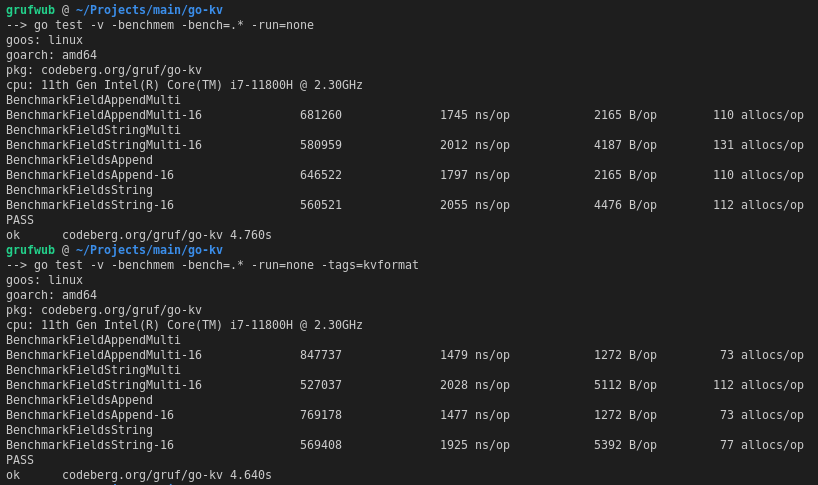 grufwub @ ~/Projects/main/go-kv
--> go test -v -benchmem -bench=.* -run=none
goos: linux
goarch: amd64
pkg: codeberg.org/gruf/go-kv
cpu: 11th Gen Intel(R) Core(TM) i7-11800H @ 2.30GHz
BenchmarkFieldAppendMulti
BenchmarkFieldAppendMulti-16 681260 1745 ns/op 2165 B/op 110 allocs/op
BenchmarkFieldStringMulti
BenchmarkFieldStringMulti-16 580959 2012 ns/op 4187 B/op 131 allocs/op
BenchmarkFieldsAppend
BenchmarkFieldsAppend-16 646522 1797 ns/op 2165 B/op 110 allocs/op
BenchmarkFieldsString
BenchmarkFieldsString-16 560521 2055 ns/op 4476 B/op 112 allocs/op
PASS
ok codeberg.org/gruf/go-kv 4.760s
grufwub @ ~/Projects/main/go-kv
--> go test -v -benchmem -bench=.* -run=none -tags=kvformat
goos: linux
goarch: amd64
pkg: codeberg.org/gruf/go-kv
cpu: 11th Gen Intel(R) Core(TM) i7-11800H @ 2.30GHz
BenchmarkFieldAppendMulti
BenchmarkFieldAppendMulti-16 847737 1479 ns/op 1272 B/op 73 allocs/op
BenchmarkFieldStringMulti
BenchmarkFieldStringMulti-16 527037 2028 ns/op 5112 B/op 112 allocs/op
BenchmarkFieldsAppend
BenchmarkFieldsAppend-16 769178 1477 ns/op 1272 B/op 73 allocs/op
BenchmarkFieldsString
BenchmarkFieldsString-16 569408 1925 ns/op 5392 B/op 77 allocs/op
PASS
ok codeberg.org/gruf/go-kv 4.640s